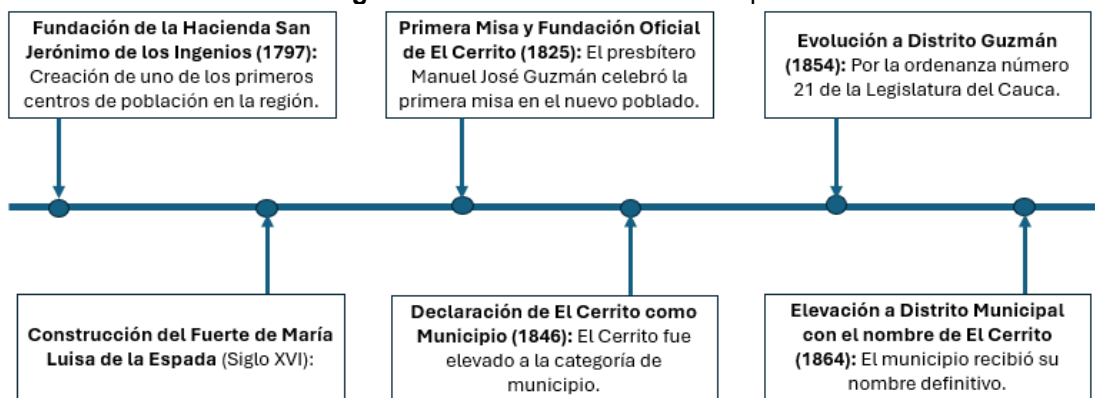 Fundación de la Hacienda San
Jerónimo de los Ingenios (1797):
Creación de uno de los primeros
centros de población en la región.
Primera Misa y Fundación Oficial
de El Cerrito (1825): El presbítero
Manuel José Guzmán celebró la
primera misa en el nuevo poblado.
Evolución a Distrito Guzmán
(1854): Por la ordenanza número
21 de la Legislatura del Cauca.
Construcción del Fuerte de María
Luisa de la Espada (Siglo XVI):
Declaración de El Cerrito como
Municipio (1846): El Cerrito fue
elevado a la categoría de
municipio.
Elevación a Distrito Municipal
con el nombre de El Cerrito
(1864): El municipio recibió su
nombre definitivo.